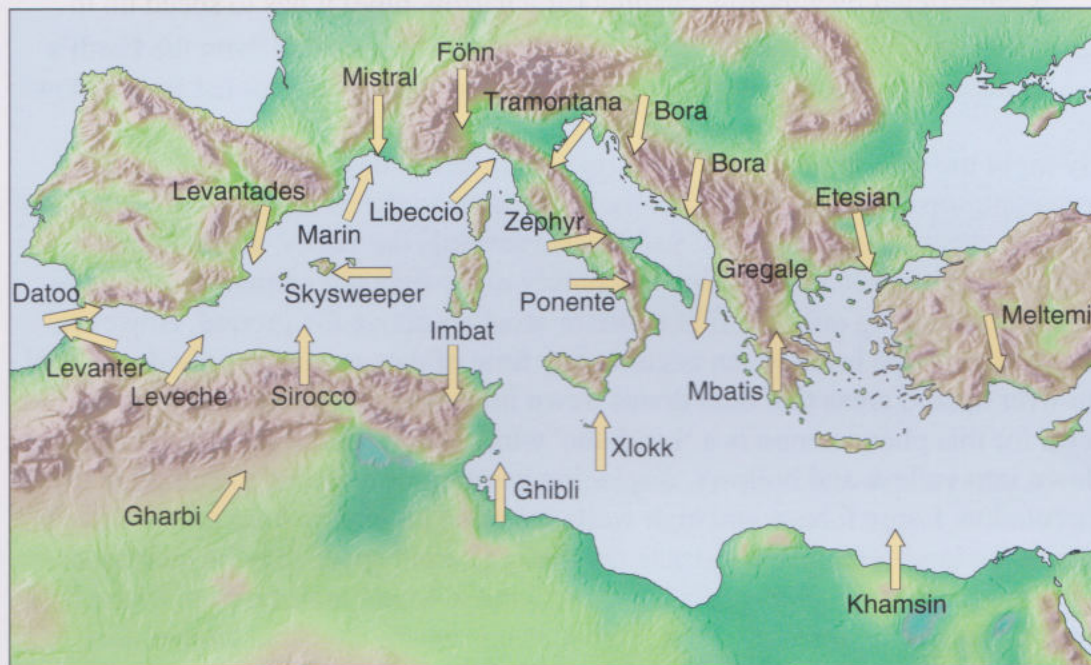 Föhn
Mistral
Tramontana
Bora
Bora
Levantades
Etesian
Libeccio
Marin
Zephyr
Gregale
Skysweeper
Datoo
Ponente
Meltemi
Imbat
Levanter
Leveche
Sirocco
Mbatis
Xlokk
Ghibli
Gharbi
Khamsin